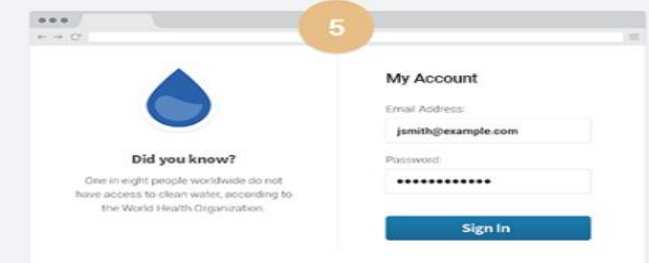 5
Did you know?
One in eight people worldwide do not
have access to clean water, according to
the World Health Organization.
My Account
Email Address:
jsmith@example.com
Password:
••••••••••••
Sign In